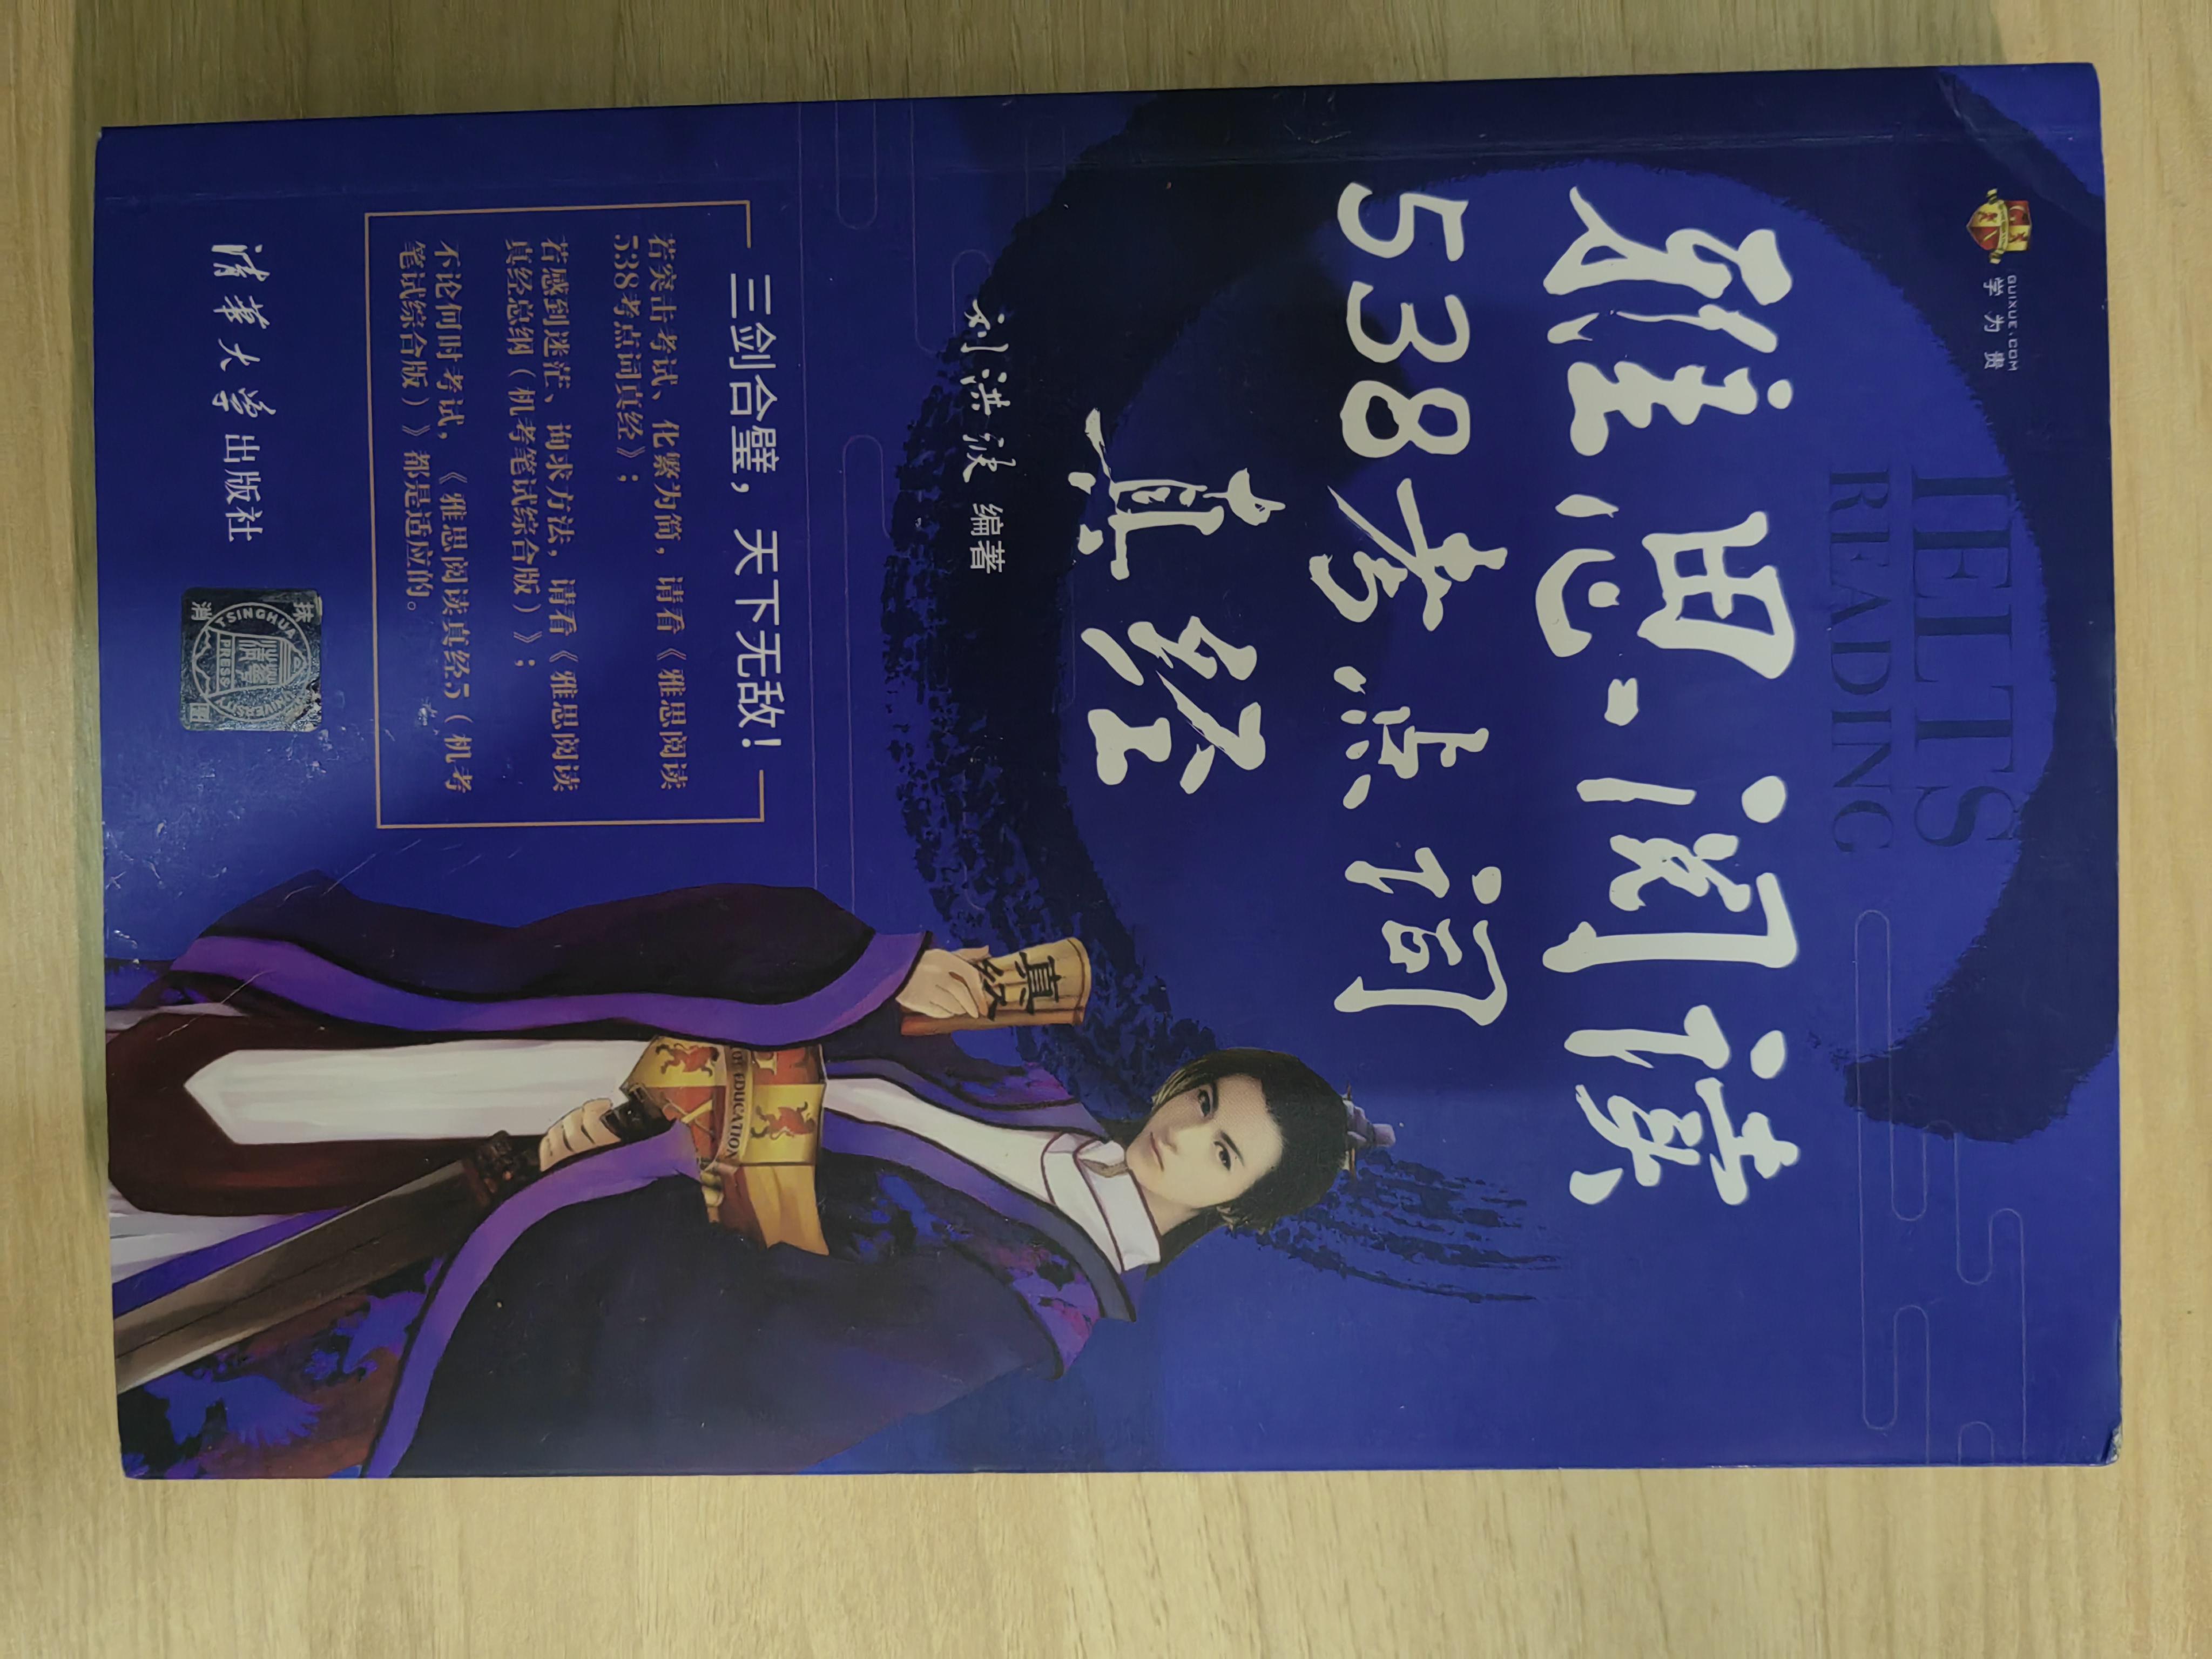 GUIXUE.COM
学为贵
IELTS
READING
雅思阅读
538考点词
真经
刘洪波 编著
真经
EDUCATION
三剑合璧，天下无敌！
若突击考试、化繁为简，请看《雅思阅读
538考点词真经》；
若感到迷茫、询求方法，请看《雅思阅读
真经总纲（机考笔试综合版）》；
不论何时考试，《雅思阅读真经5（机考
笔试综合版）》都是适应的。
清华大学出版社
TSINGHUA
UNIVERSITY
PRESS
清华